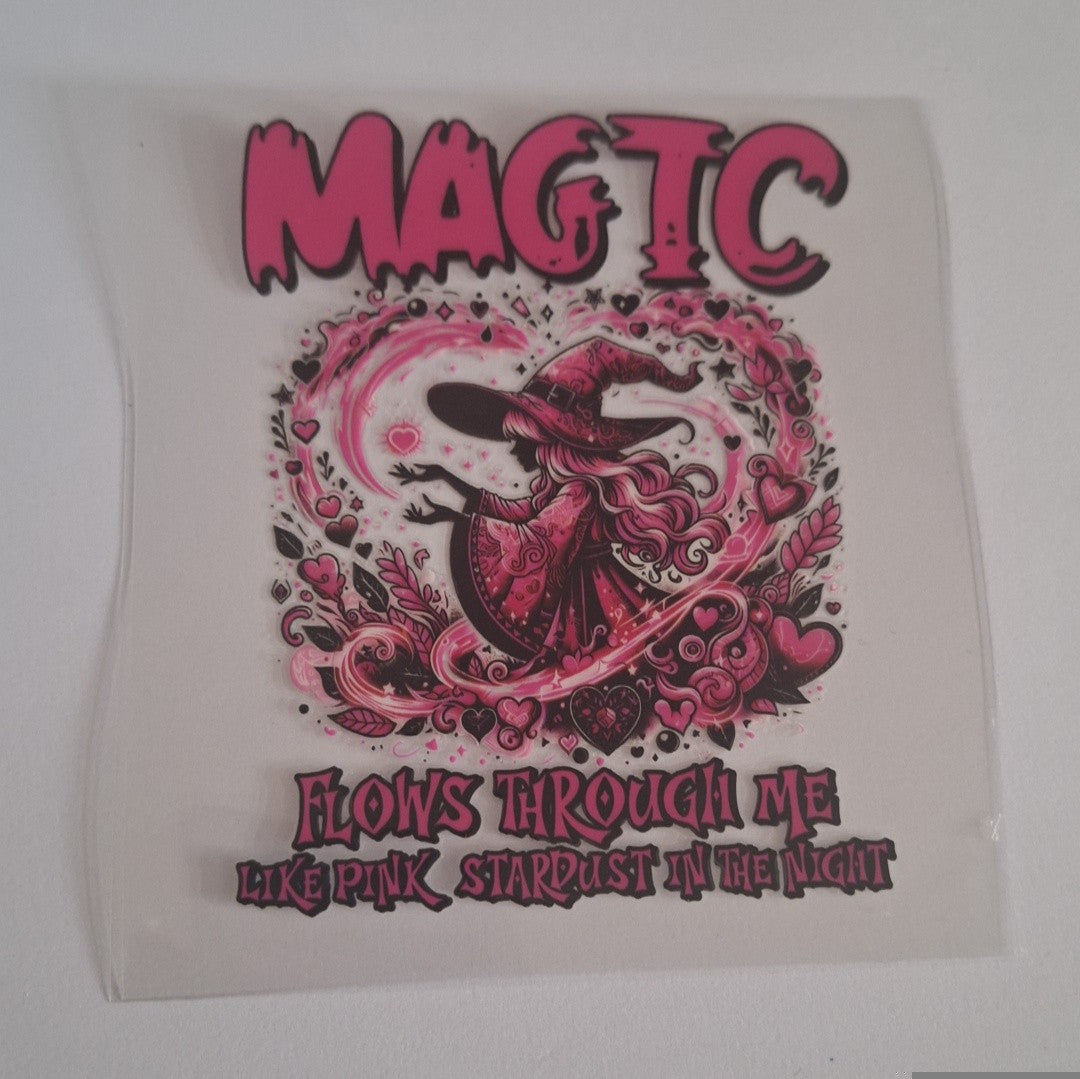 MAGIC
FLOWS THROUGH ME
LIKE PINK STARDUST IN THE NIGHT